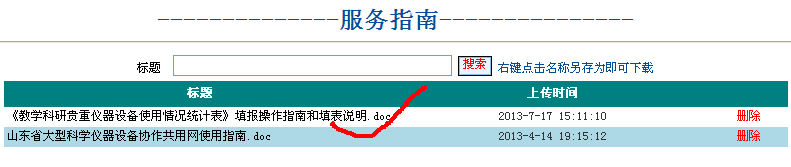 --------------服务指南---------------
标题 搜索 右键点击名称另存为即可下载
标题 上传时间
《教学科研贵重仪器设备使用情况统计表》填报操作指南和填表说明.doc 2013-7-17 15:11:10 删除
山东省大型科学仪器设备协作共用网使用指南.doc 2013-4-14 19:15:12 删除